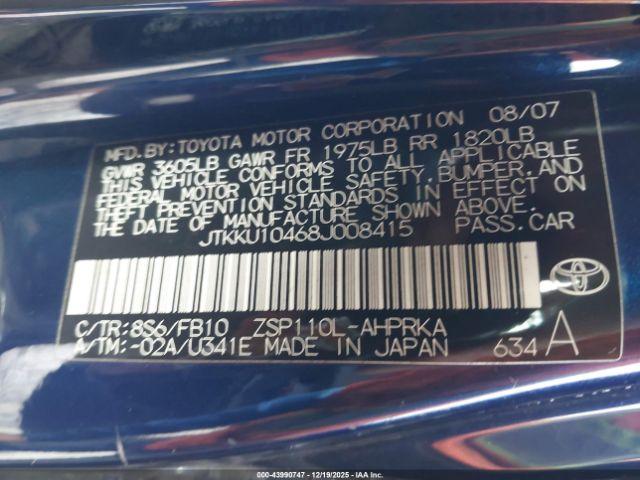 MFD.BY:TOYOTA MOTOR CORPORATION 08/07
GVWR 3605LB GAWR FR 1975LB RR 1820LB
THIS VEHICLE CONFORMS TO ALL APPLICABLE
FEDERAL MOTOR VEHICLE SAFETY,BUMPER,AND
THEFT PREVENTION STANDARDS IN EFFECT ON
THE DATE OF MANUFACTURE SHOWN ABOVE.
JTKKU10468J008415 PASS.CAR
C/TR:8S6/FB10 ZSP110L-AHPRKA
A/TM:-02A/U341E MADE IN JAPAN 634 A
TOYOTA
000-43990747 - 12/19/2025 - IAA Inc.